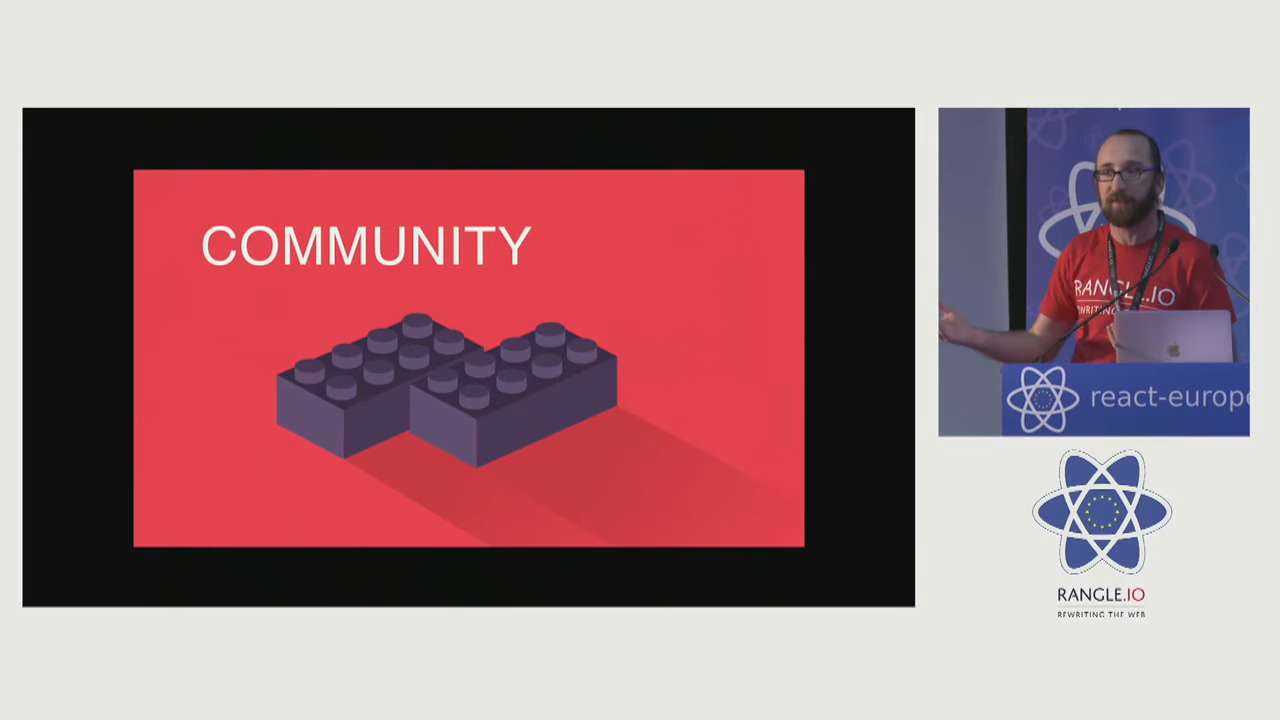 COMMUNITY
RANGLE.IO
react-europe
RANGLE.IO
REWRITING THE WEB